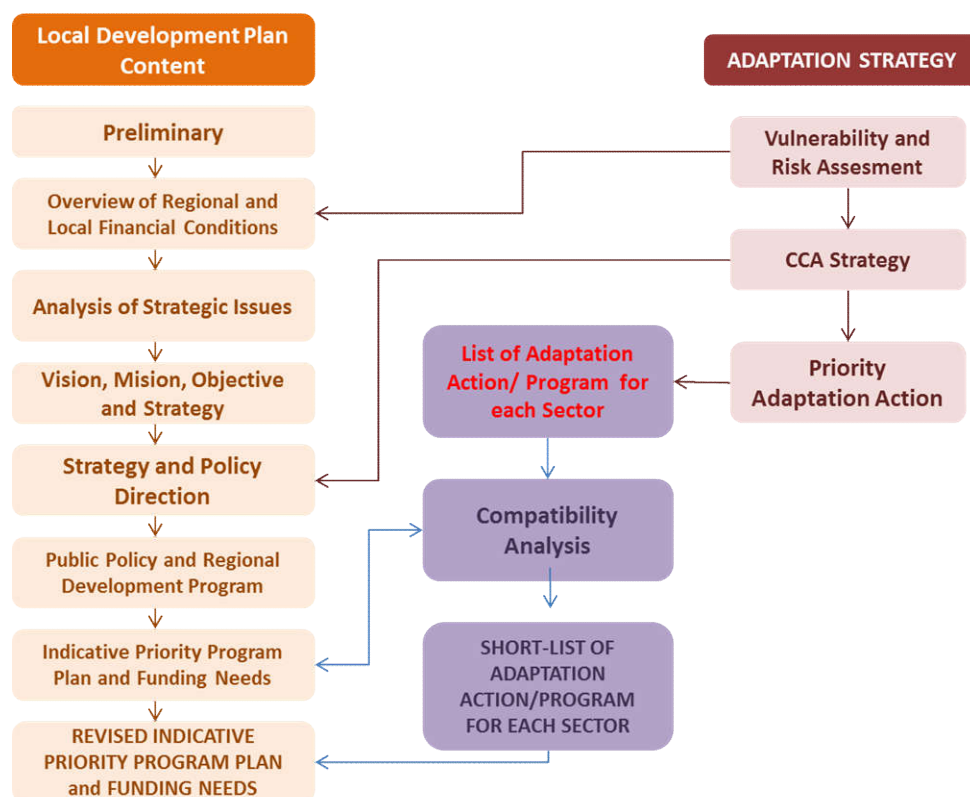 Local Development Plan
Content
Preliminary
Overview of Regional and
Local Financial Conditions
Analysis of Strategic Issues
Vision, Mision, Objective
and Strategy
Strategy and Policy
Direction
Public Policy and Regional
Development Program
Indicative Priority Program
Plan and Funding Needs
REVISED INDICATIVE
PRIORITY PROGRAM PLAN
and FUNDING NEEDS
List of Adaptation
Action/ Program for
each Sector
Compatibility
Analysis
SHORT-LIST OF
ADAPTATION
ACTION/PROGRAM
FOR EACH SECTOR
ADAPTATION STRATEGY
Vulnerability and
Risk Assesment
CCA Strategy
Priority
Adaptation Action